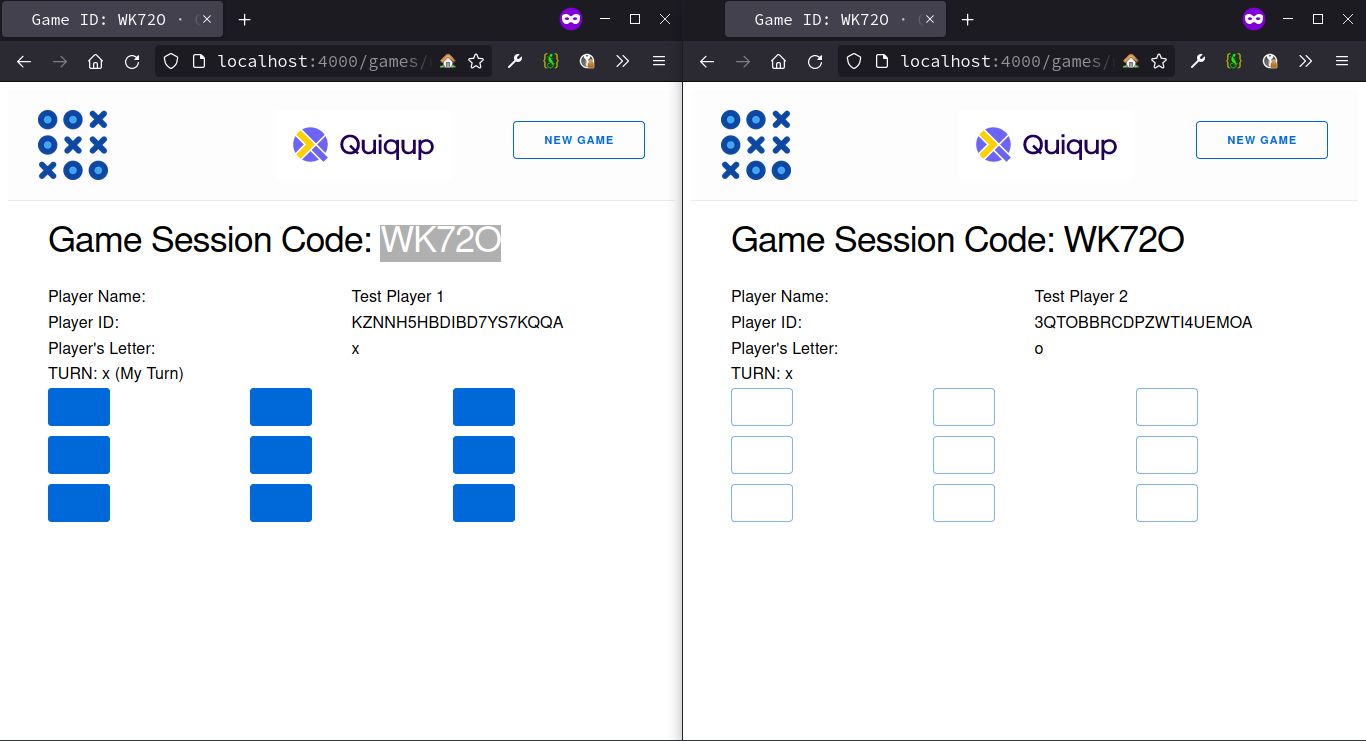 Game ID: WK72O ·
localhost:4000/games/
Quiqup
NEW GAME
Game Session Code: WK72O
Player Name: Test Player 1
Player ID: KZNNH5HBDIBD7YS7KQQA
Player's Letter: x
TURN: x (My Turn)
Game ID: WK72O ·
localhost:4000/games/
Quiqup
NEW GAME
Game Session Code: WK72O
Player Name: Test Player 2
Player ID: 3QTOBBRCDPZWTI4UEMOA
Player's Letter: o
TURN: x